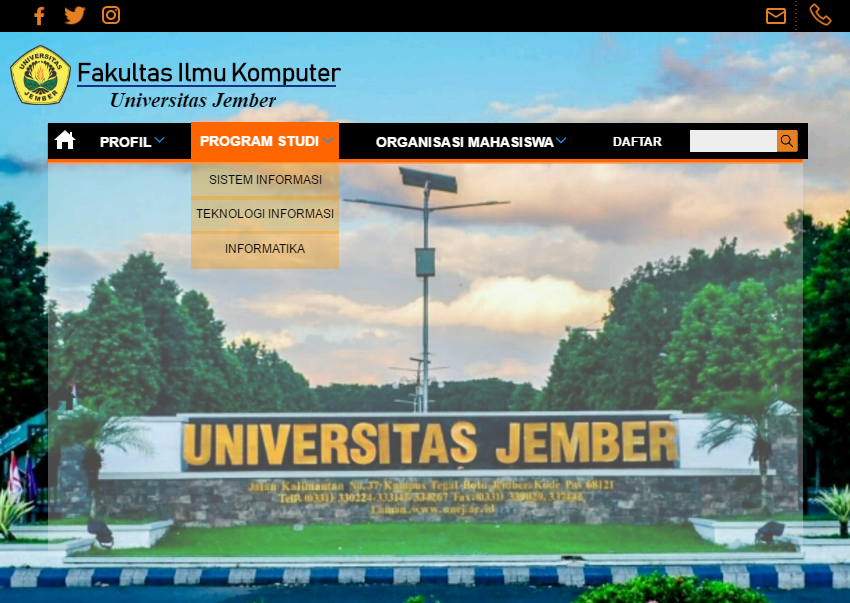 UNIVERSITAS
JEMBER
Fakultas Ilmu Komputer
Universitas Jember
PROFIL
PROGRAM STUDI
ORGANISASI MAHASISWA
DAFTAR
SISTEM INFORMASI
TEKNOLOGI INFORMASI
INFORMATIKA
UNIVERSITAS JEMBER
Jalan Kalimantan No. 37 Kampus Tegal Boto Jember Kode Pos 68121
Telp. (0331) 330224-333147 334267 Fax. (0331)
Laman. www.unej.ac.id